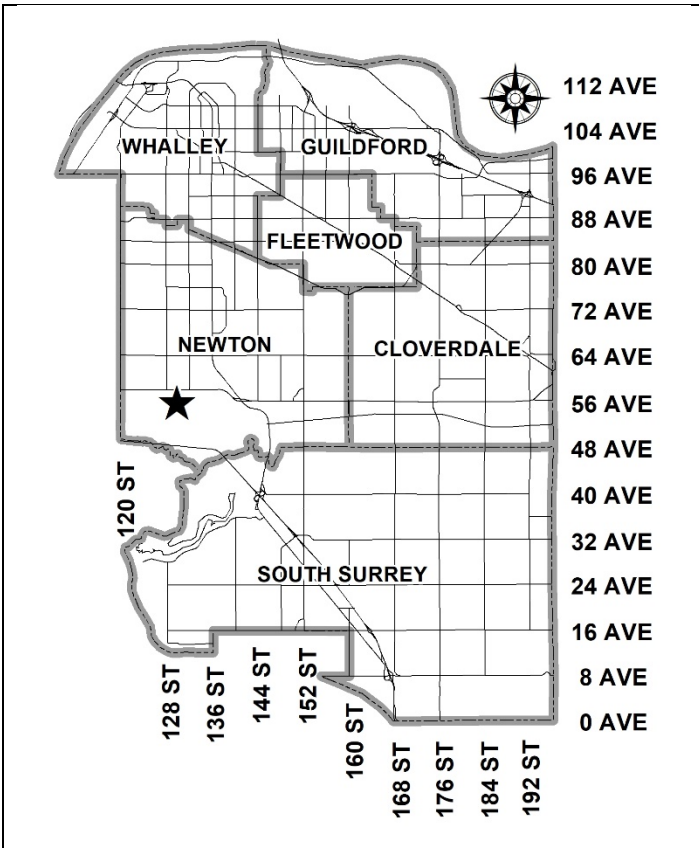 112 AVE
104 AVE
WHALLEY
GUILDFORD
96 AVE
88 AVE
FLEETWOOD
80 AVE
72 AVE
NEWTON
CLOVERDALE
64 AVE
56 AVE
48 AVE
120 ST
40 AVE
32 AVE
SOUTH SURREY
24 AVE
16 AVE
128 ST
136 ST
144 ST
152 ST
160 ST
8 AVE
0 AVE
168 ST
176 ST
184 ST
192 ST